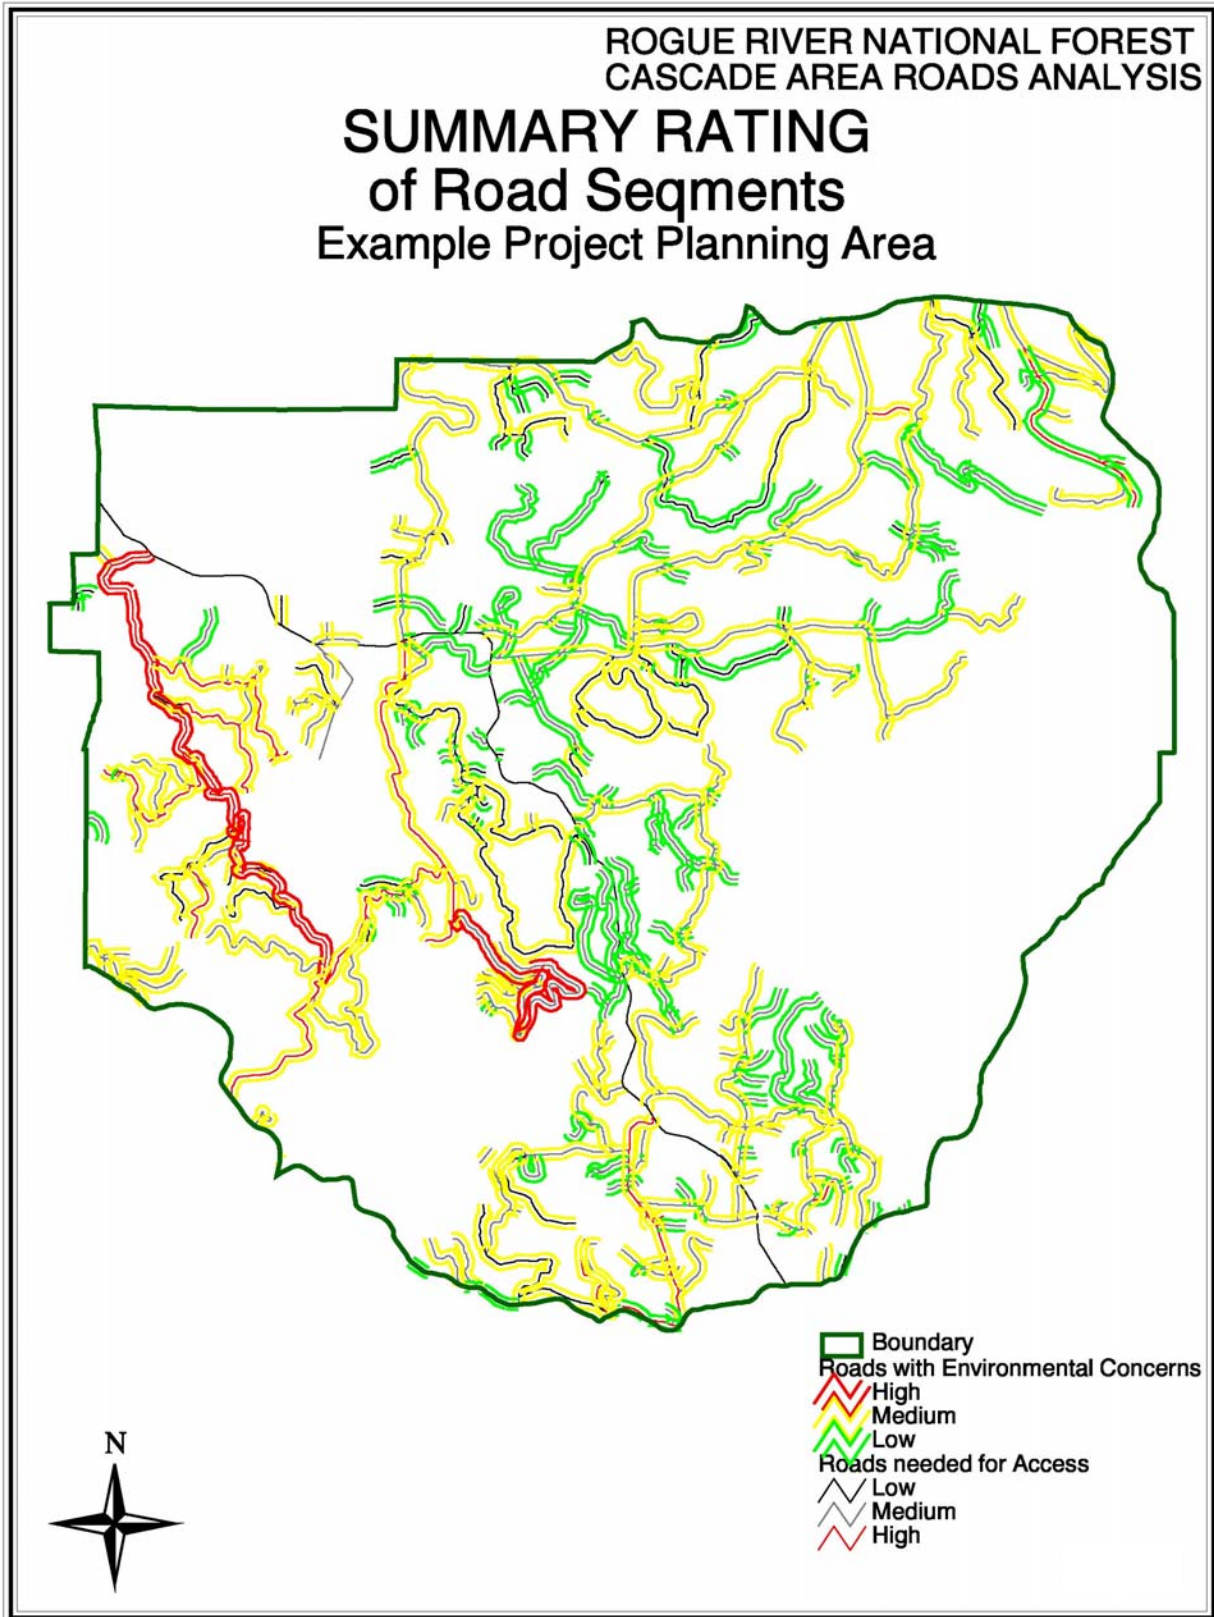 ROGUE RIVER NATIONAL FOREST
CASCADE AREA ROADS ANALYSIS
SUMMARY RATING
of Road Seqments
Example Project Planning Area
Boundary
Roads with Environmental Concerns
High
Medium
Low
Roads needed for Access
Low
Medium
High
N